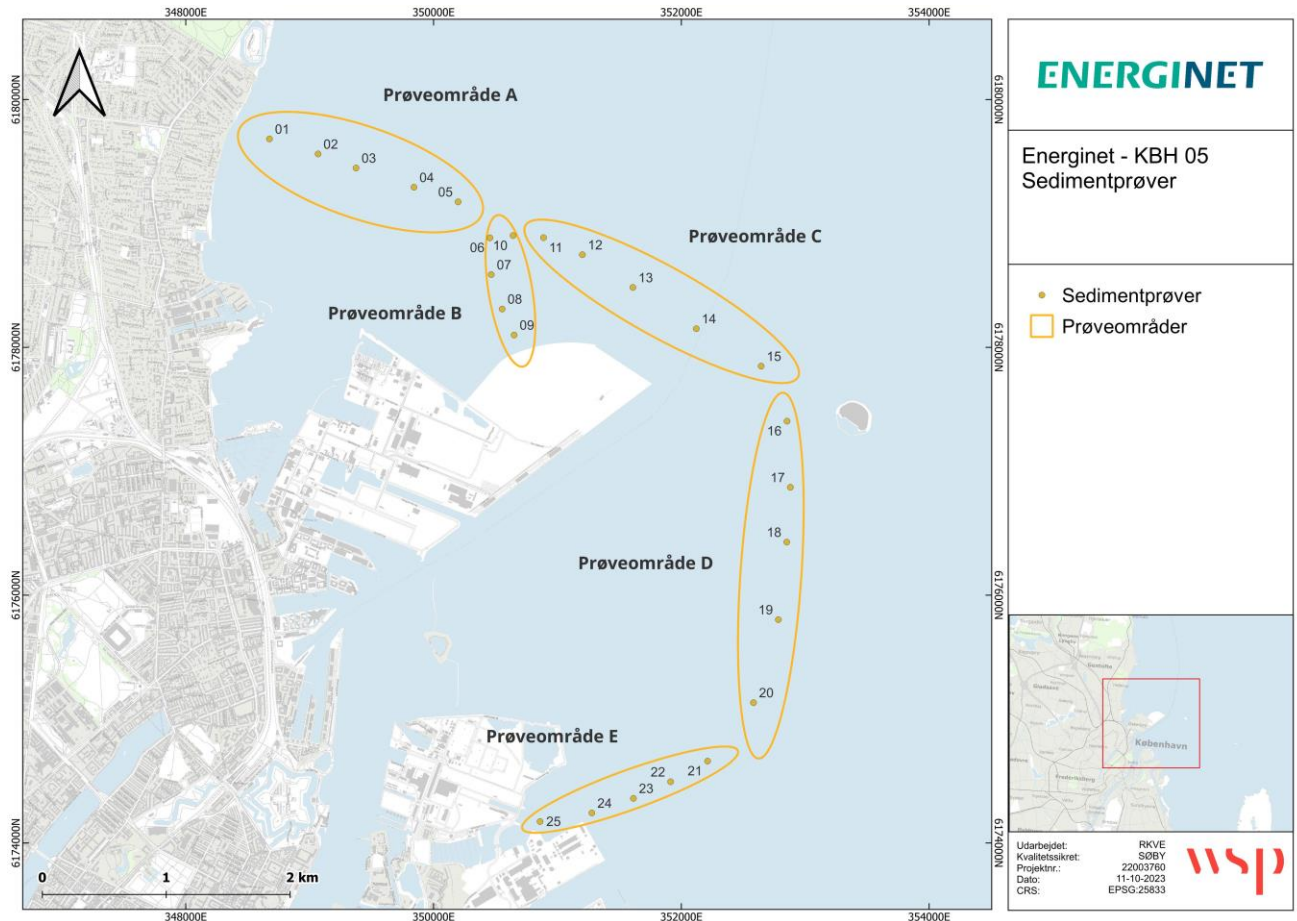 348000E
350000E
352000E
354000E
6180000N
6178000N
6176000N
6174000N
Prøveområde A
01
02
03
04
05
Prøveområde B
06
10
07
08
09
Prøveområde C
11
12
13
14
15
Prøveområde D
16
17
18
19
20
Prøveområde E
21
22
23
24
25
0
1
2 km
348000E
350000E
352000E
354000E
6180000N
6178000N
6176000N
6174000N
ENERGINET
Energinet - KBH 05
Sedimentprøver
Sedimentprøver
Prøveområder
København
Udarbejdet: RKVE
Kvalitetssikret: SØBY
Projektnr.: 22003760
Dato: 11-10-2023
CRS: EPSG:25833
wsp